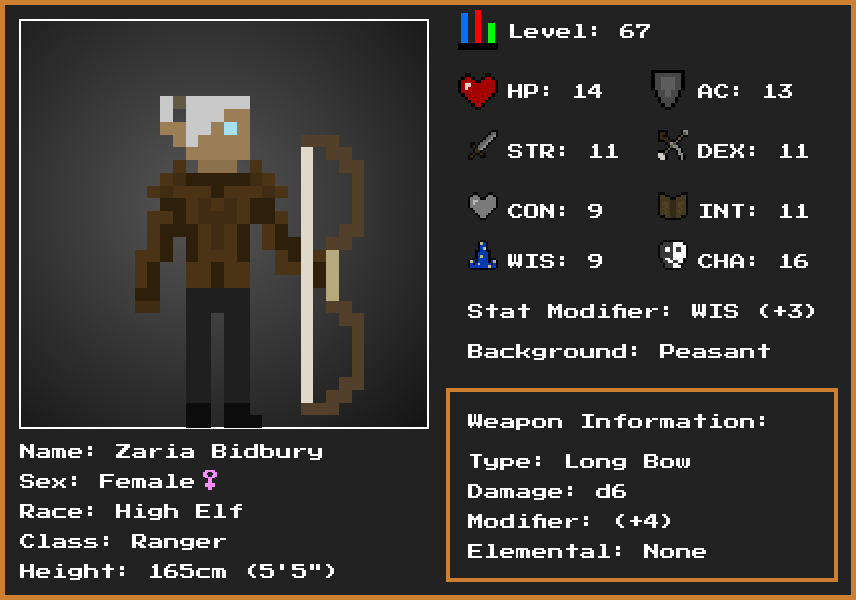 Level: 67
HP: 14
AC: 13
STR: 11
DEX: 11
CON: 9
INT: 11
WIS: 9
CHA: 16
Stat Modifier: WIS (+3)
Background: Peasant
Name: Zaria Bidbury
Sex: Female♀
Race: High Elf
Class: Ranger
Height: 165cm (5'5")
Weapon Information:
Type: Long Bow
Damage: d6
Modifier: (+4)
Elemental: None